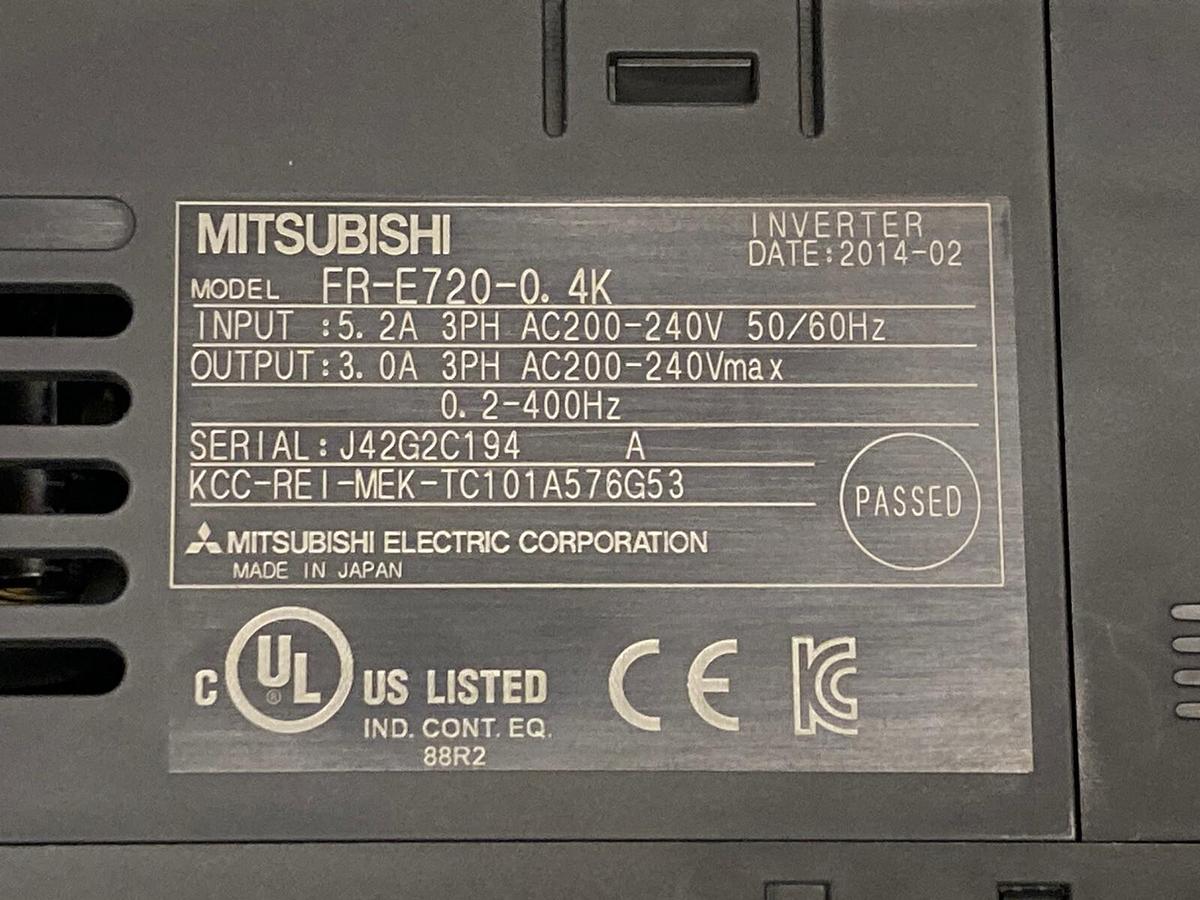 MITSUBISHI
INVERTER
DATE:2014-02
MODEL FR-E720-0.4K
INPUT :5.2A 3PH AC200-240V 50/60Hz
OUTPUT:3.0A 3PH AC200-240Vmax
0.2-400Hz
SERIAL:J42G2C194 A
KCC-REI-MEK-TC101A576G53
PASSED
MITSUBISHI ELECTRIC CORPORATION
MADE IN JAPAN
C UL ® US LISTED
IND. CONT. EQ.
88R2
CE KC